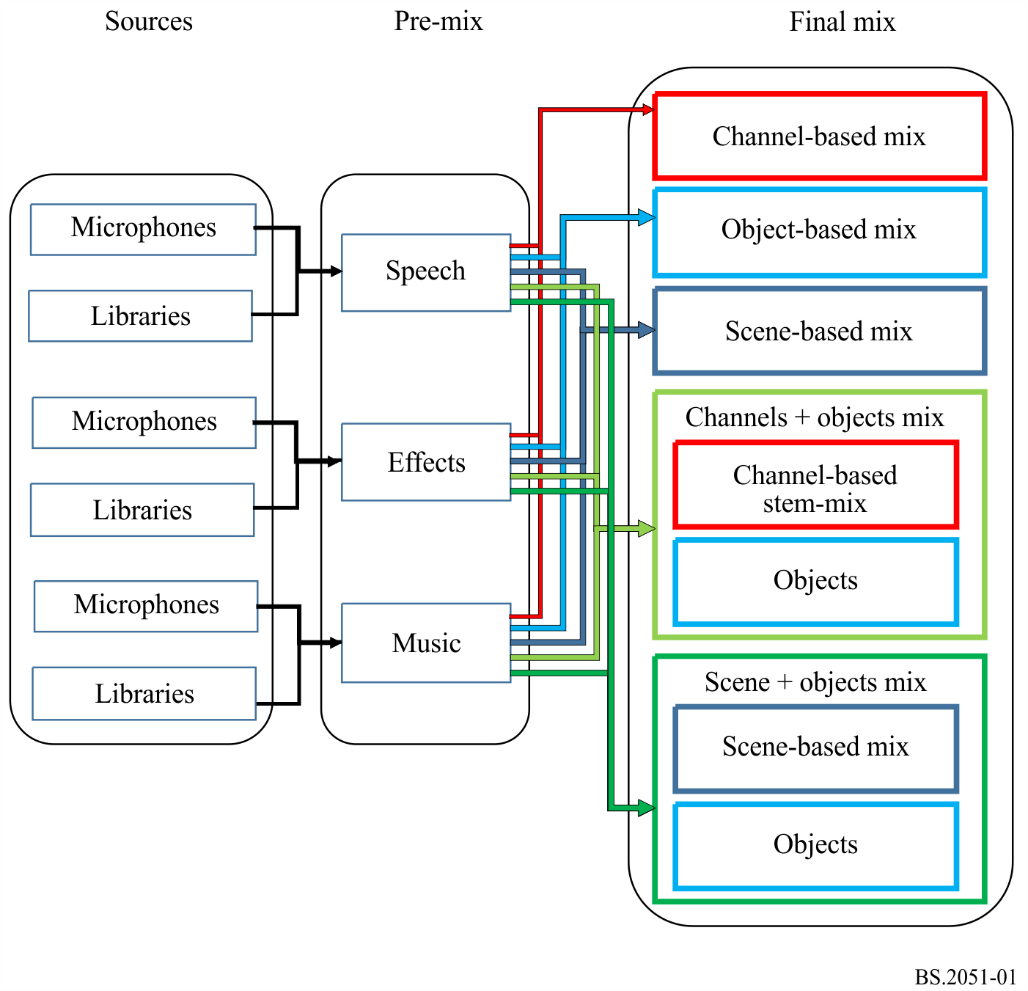 Sources
Pre-mix
Final mix
Microphones
Libraries
Microphones
Libraries
Microphones
Libraries
Speech
Effects
Music
Channel-based mix
Object-based mix
Scene-based mix
Channels + objects mix
Channel-based
stem-mix
Objects
Scene + objects mix
Scene-based mix
Objects
BS.2051-01